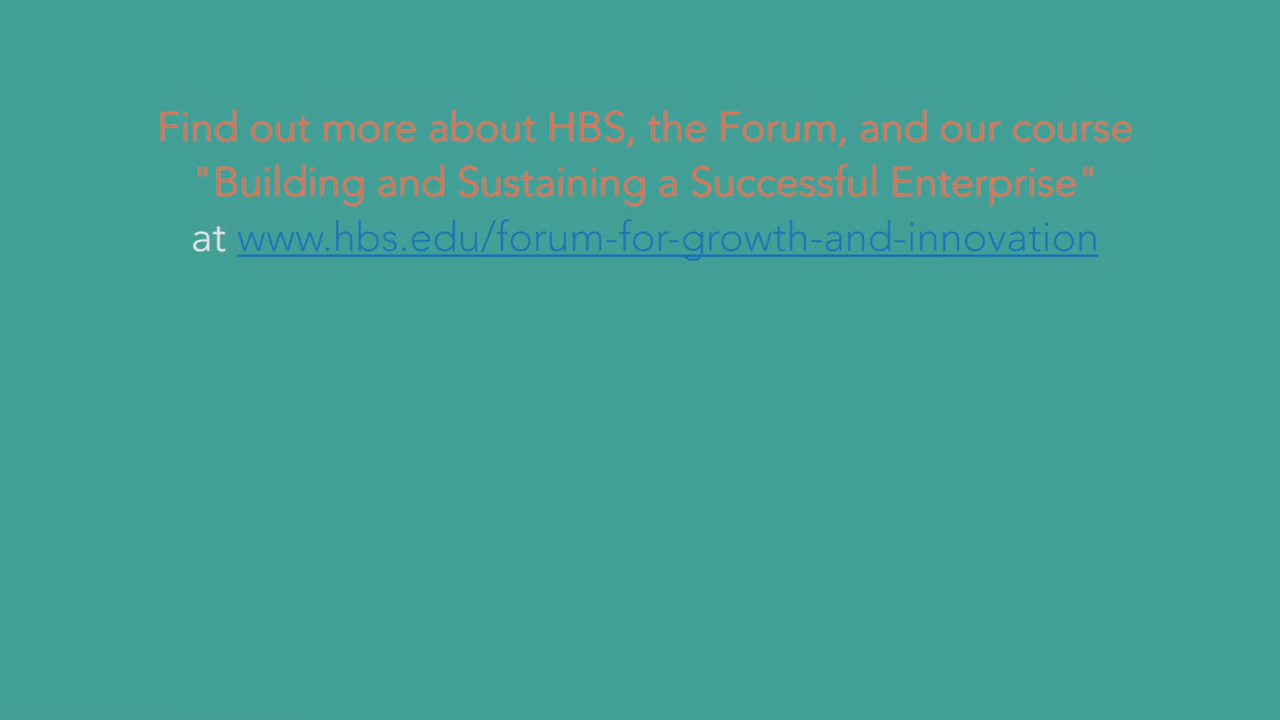 Find out more about HBS, the Forum, and our course
"Building and Sustaining a Successful Enterprise"
at www.hbs.edu/forum-for-growth-and-innovation